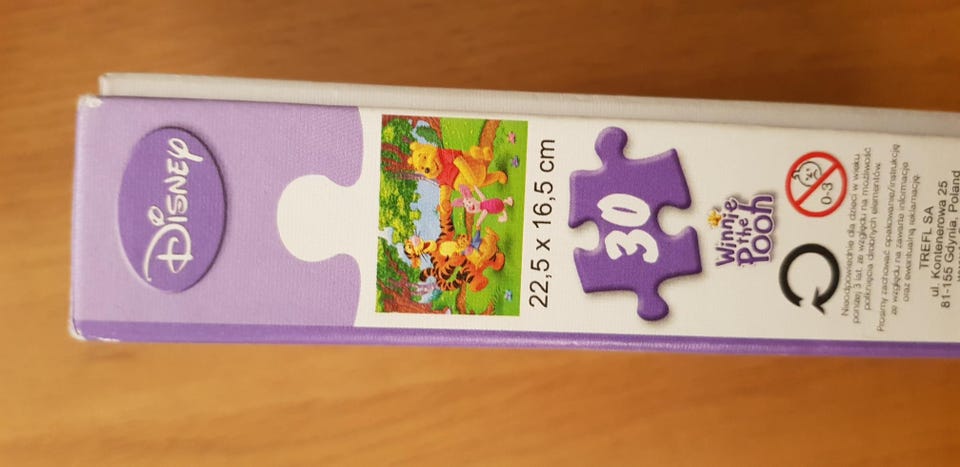 DISNEP
22,5 x 16,5 cm
30
Winnie
the
Pooh
0-3
Nieodpowiednie dla dzieci w wieku
poniżej 3 lat, ze względu na możliwość
połknięcia drobnych elementów.
Prosimy zachować opakowanie/instrukcję
ze względu na zawarte informacje
oraz ewentualną reklamację.
TREFL SA
ul. Kontenerowa 25
81-155 Gdynia, Poland